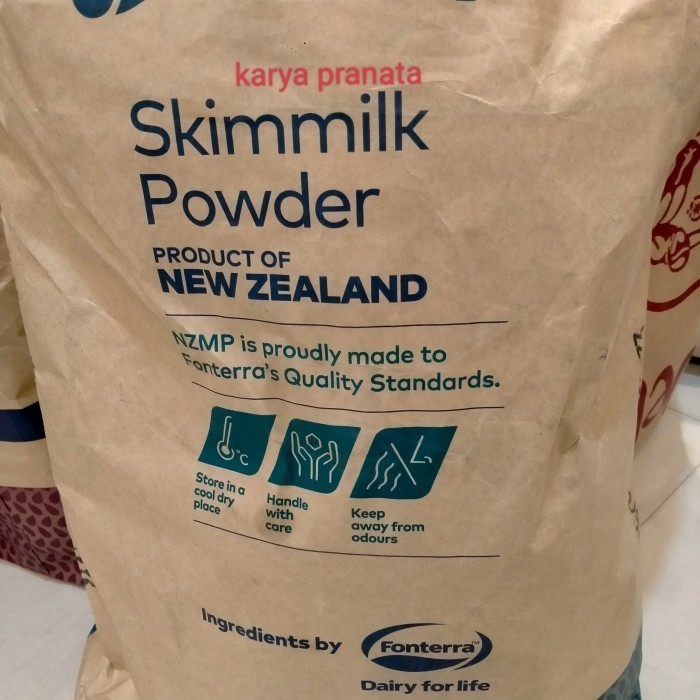 karya pranata
Skimmilk
Powder
PRODUCT OF
NEW ZEALAND
NZMP is proudly made to
Fonterra's Quality Standards.
°C
Store in a
cool dry
place
Handle
with
care
Keep
away from
odours
Ingredients by
Fonterra™
Dairy for life